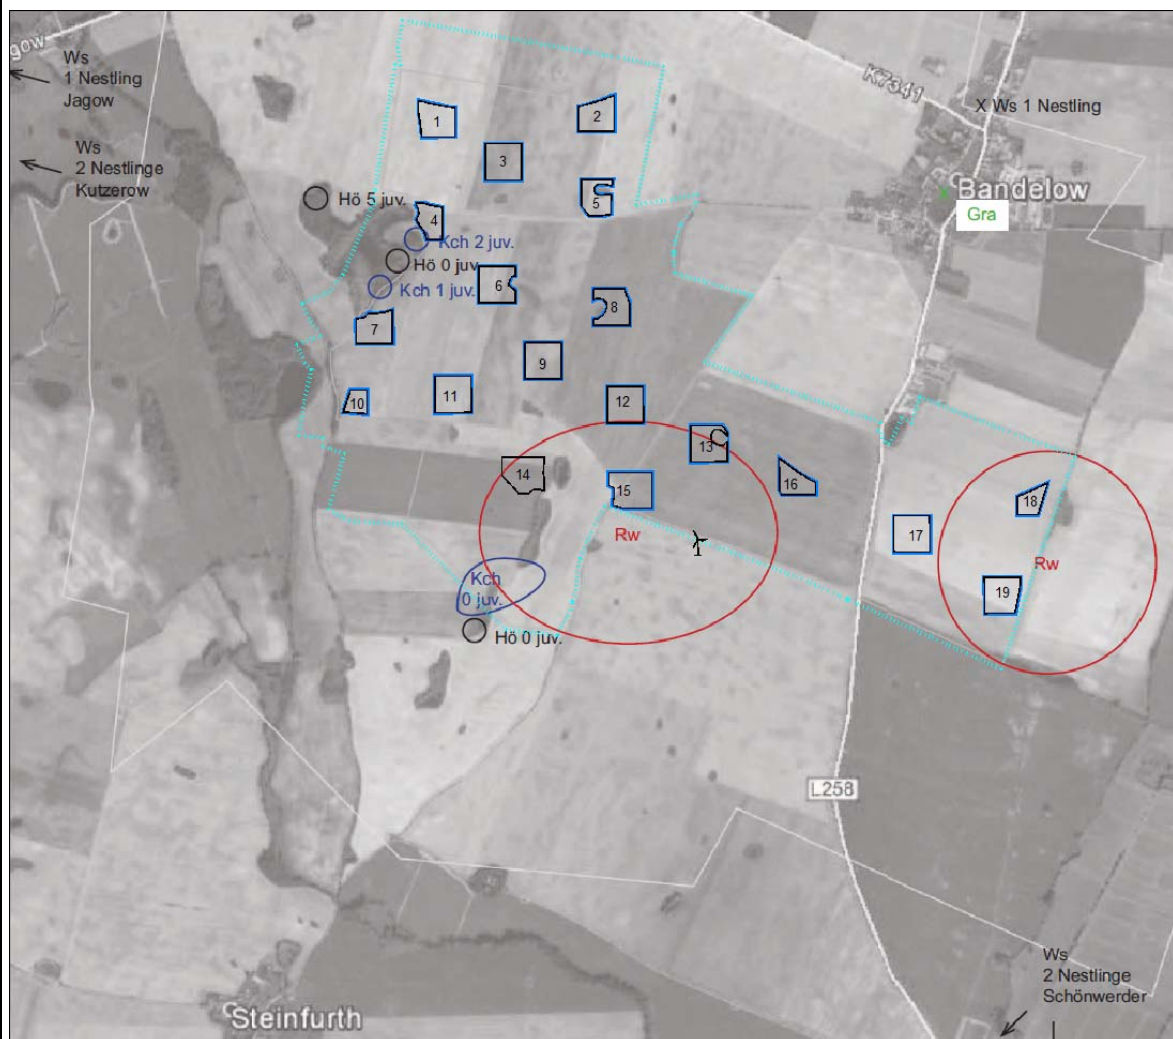 gow
Ws
1 Nestling
Jagow
K7341
X Ws 1 Nestling
Ws
2 Nestlinge
Kutzerow
1
2
3
Hö 5 juv.
4
5
Bandelow
X
Gra
Kch 2 juv.
Hö 0 juv.
Kch 1 juv.
6
7
8
9
10
11
12
13
14
15
16
17
18
19
Rw
Rw
Kch
0 juv.
Hö 0 juv.
L258
Ws
2 Nestlinge
Schönwerder
Steinfurth